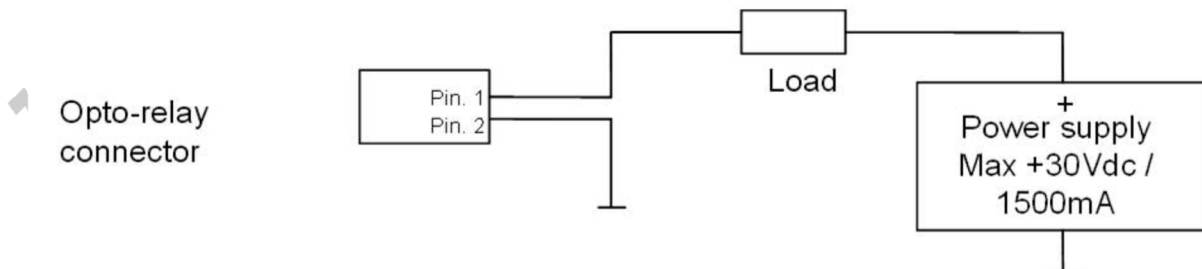 Opto-relay
connector
Pin. 1
Pin. 2
Load
+
Power supply
Max +30Vdc /
1500mA